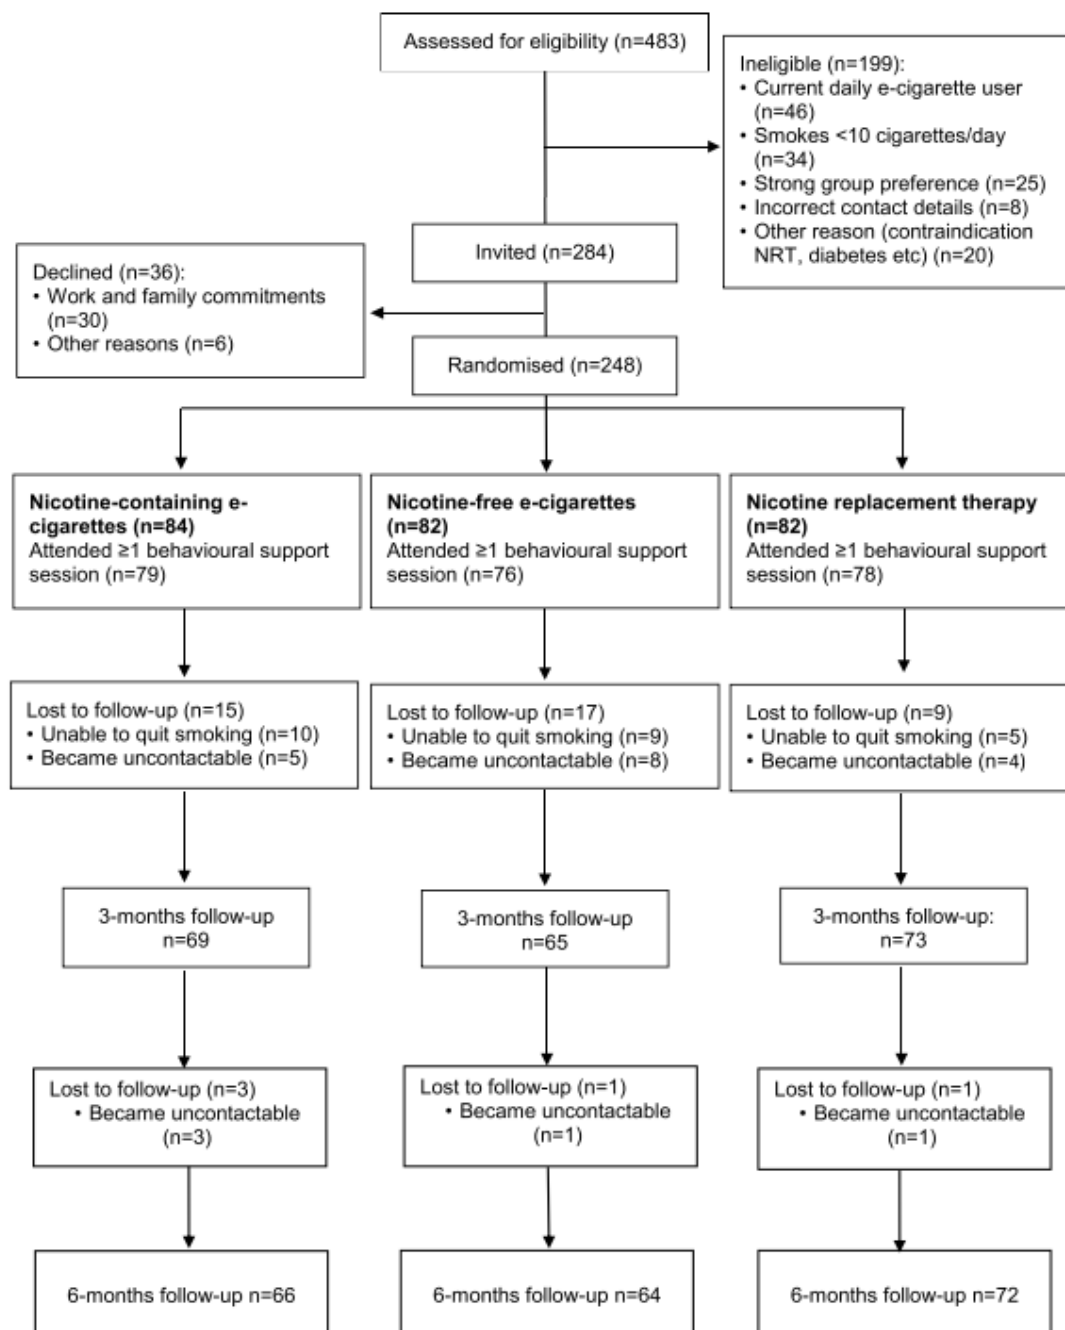 Assessed for eligibility (n=483)
Ineligible (n=199):
• Current daily e-cigarette user
(n=46)
• Smokes <10 cigarettes/day
(n=34)
• Strong group preference (n=25)
• Incorrect contact details (n=8)
• Other reason (contraindication
NRT, diabetes etc) (n=20)
Invited (n=284)
Declined (n=36):
• Work and family commitments
(n=30)
• Other reasons (n=6)
Randomised (n=248)
Nicotine-containing e-
cigarettes (n=84)
Attended ≥1 behavioural support
session (n=79)
Nicotine-free e-cigarettes
(n=82)
Attended ≥1 behavioural support
session (n=76)
Nicotine replacement therapy
(n=82)
Attended ≥1 behavioural support
session (n=78)
Lost to follow-up (n=15)
• Unable to quit smoking (n=10)
• Became uncontactable (n=5)
Lost to follow-up (n=17)
• Unable to quit smoking (n=9)
• Became uncontactable (n=8)
Lost to follow-up (n=9)
• Unable to quit smoking (n=5)
• Became uncontactable (n=4)
3-months follow-up
n=69
3-months follow-up
n=65
3-months follow-up:
n=73
Lost to follow-up (n=3)
• Became uncontactable
(n=3)
Lost to follow-up (n=1)
• Became uncontactable
(n=1)
Lost to follow-up (n=1)
• Became uncontactable
(n=1)
6-months follow-up n=66
6-months follow-up n=64
6-months follow-up n=72